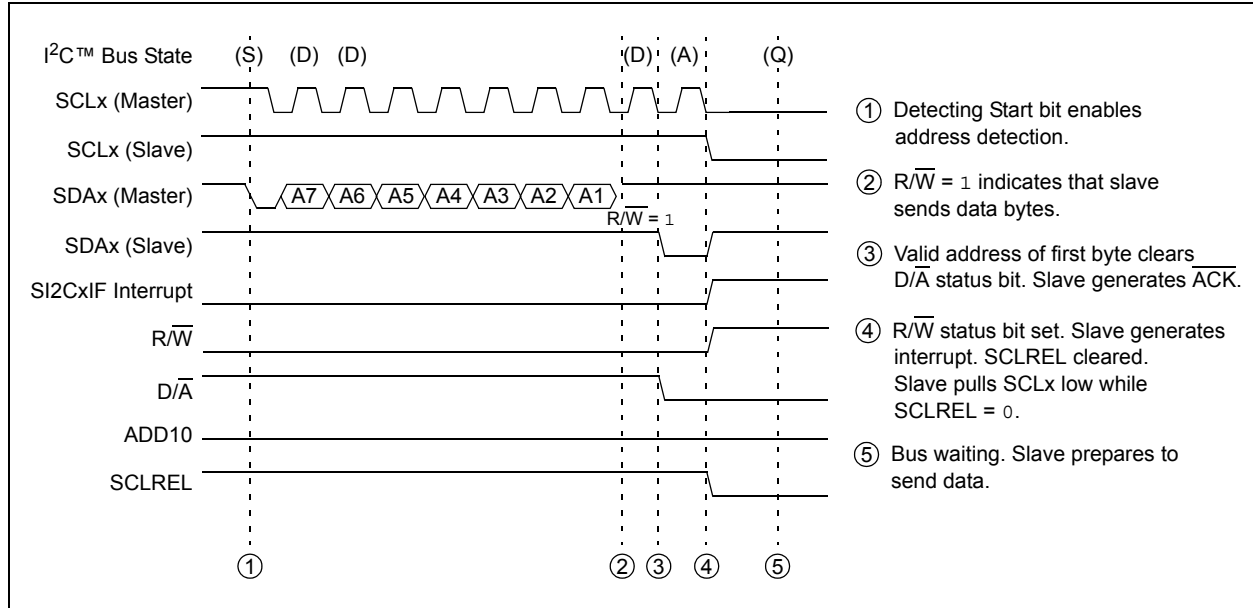 I²C™ Bus State (S) (D) (D) (D) (A) (Q)
SCLx (Master)
SCLx (Slave)
SDAx (Master) A7 A6 A5 A4 A3 A2 A1
R/W̅ = 1
SDAx (Slave)
SI2CxIF Interrupt
R/W̅
D/A̅
ADD10
SCLREL
① ② ③ ④ ⑤
① Detecting Start bit enables
address detection.
② R/W̅ = 1 indicates that slave
sends data bytes.
③ Valid address of first byte clears
D/A̅ status bit. Slave generates A̅C̅K̅.
④ R/W̅ status bit set. Slave generates
interrupt. SCLREL cleared.
Slave pulls SCLx low while
SCLREL = 0.
⑤ Bus waiting. Slave prepares to
send data.